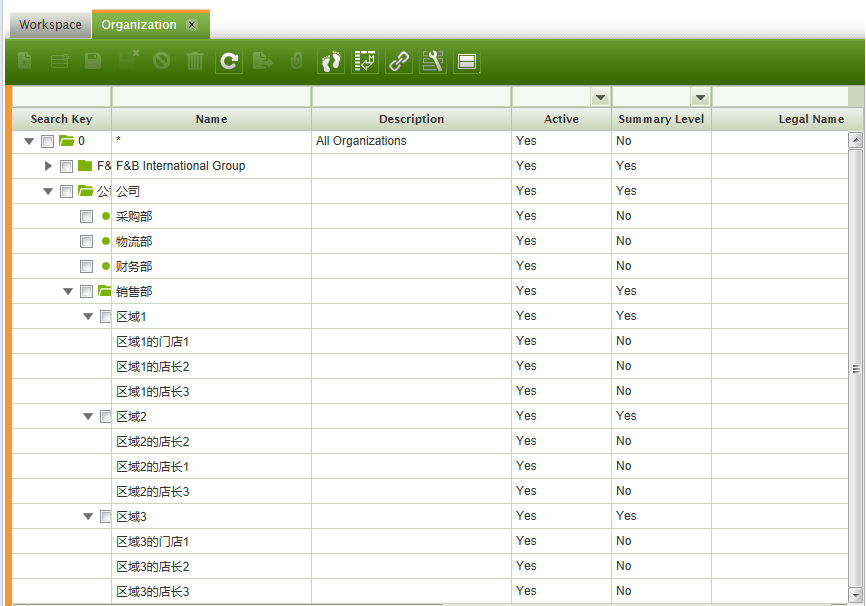 Workspace Organization
Search Key Name Description Active Summary Level Legal Name
0 * All Organizations Yes No
F& F&B International Group Yes Yes
公司 Yes Yes
采购部 Yes No
物流部 Yes No
财务部 Yes No
销售部 Yes Yes
区域1 Yes Yes
区域1的门店1 Yes No
区域1的店长2 Yes No
区域1的店长3 Yes No
区域2 Yes Yes
区域2的店长2 Yes No
区域2的店长1 Yes No
区域2的店长3 Yes No
区域3 Yes Yes
区域3的门店1 Yes No
区域3的店长2 Yes No
区域3的店长3 Yes No